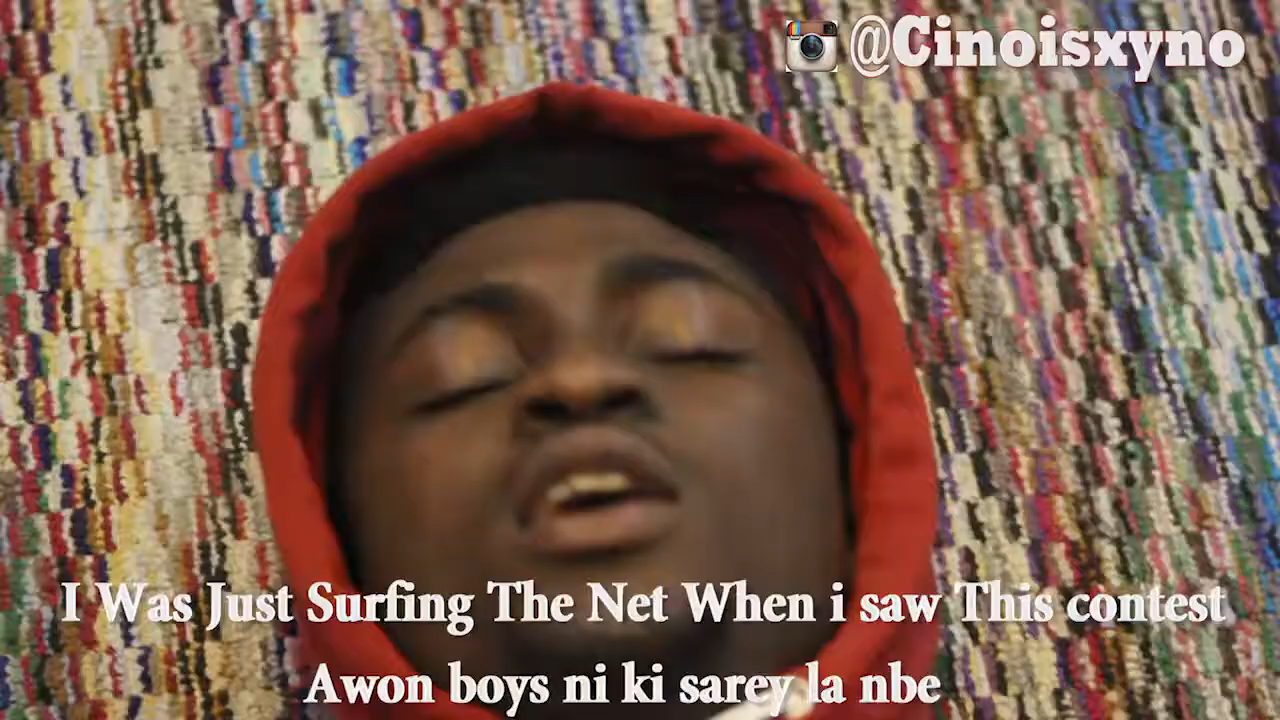 @Cinoisxyno
I Was Just Surfing The Net When i saw This contest
Awon boys ni ki sarey la nbe